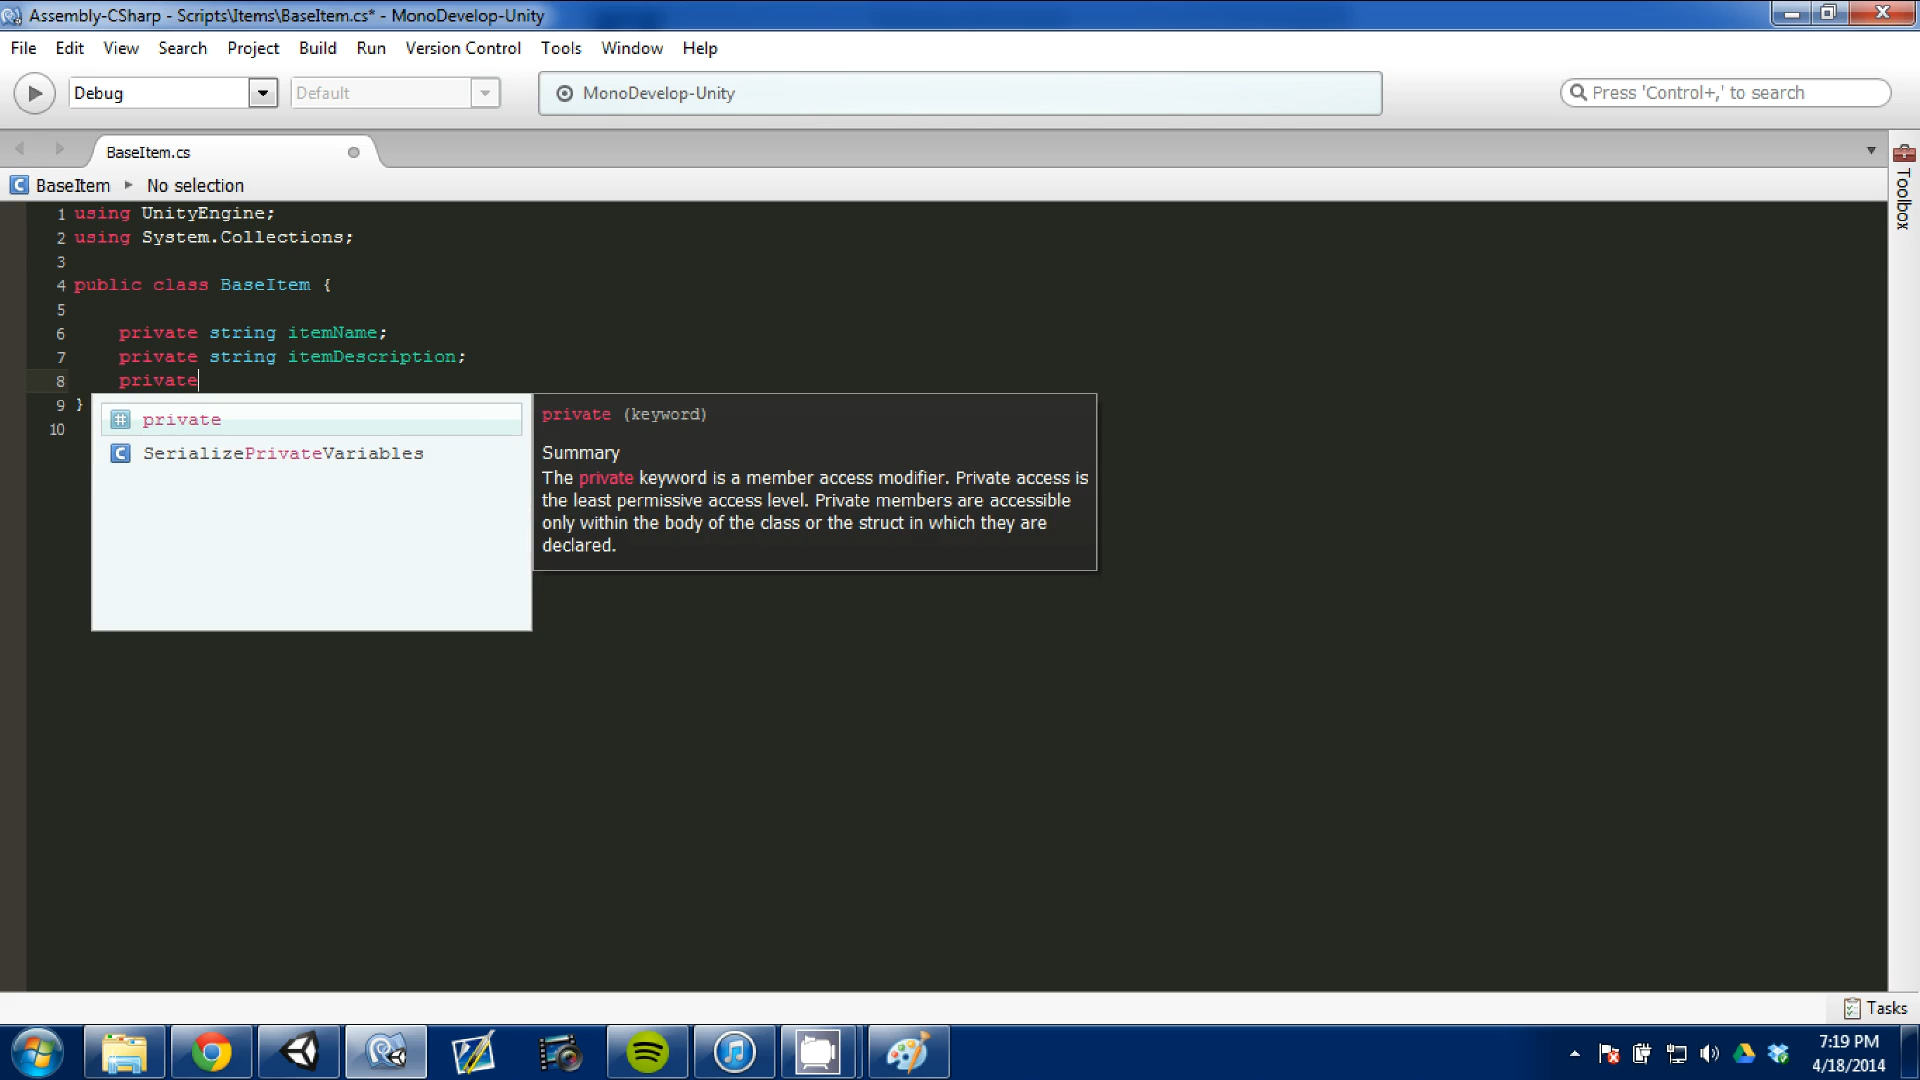 Assembly-CSharp - Scripts\Items\BaseItem.cs* - MonoDevelop-Unity
File Edit View Search Project Build Run Version Control Tools Window Help
Debug Default MonoDevelop-Unity Press 'Control+,' to search
BaseItem.cs
BaseItem No selection
Toolbox
1 using UnityEngine;
2 using System.Collections;
3
4 public class BaseItem {
5
6 private string itemName;
7 private string itemDescription;
8 private
9 }
10
private
SerializePrivateVariables
private (keyword)
Summary
The private keyword is a member access modifier. Private access is
the least permissive access level. Private members are accessible
only within the body of the class or the struct in which they are
declared.
Tasks
7:19 PM
4/18/2014